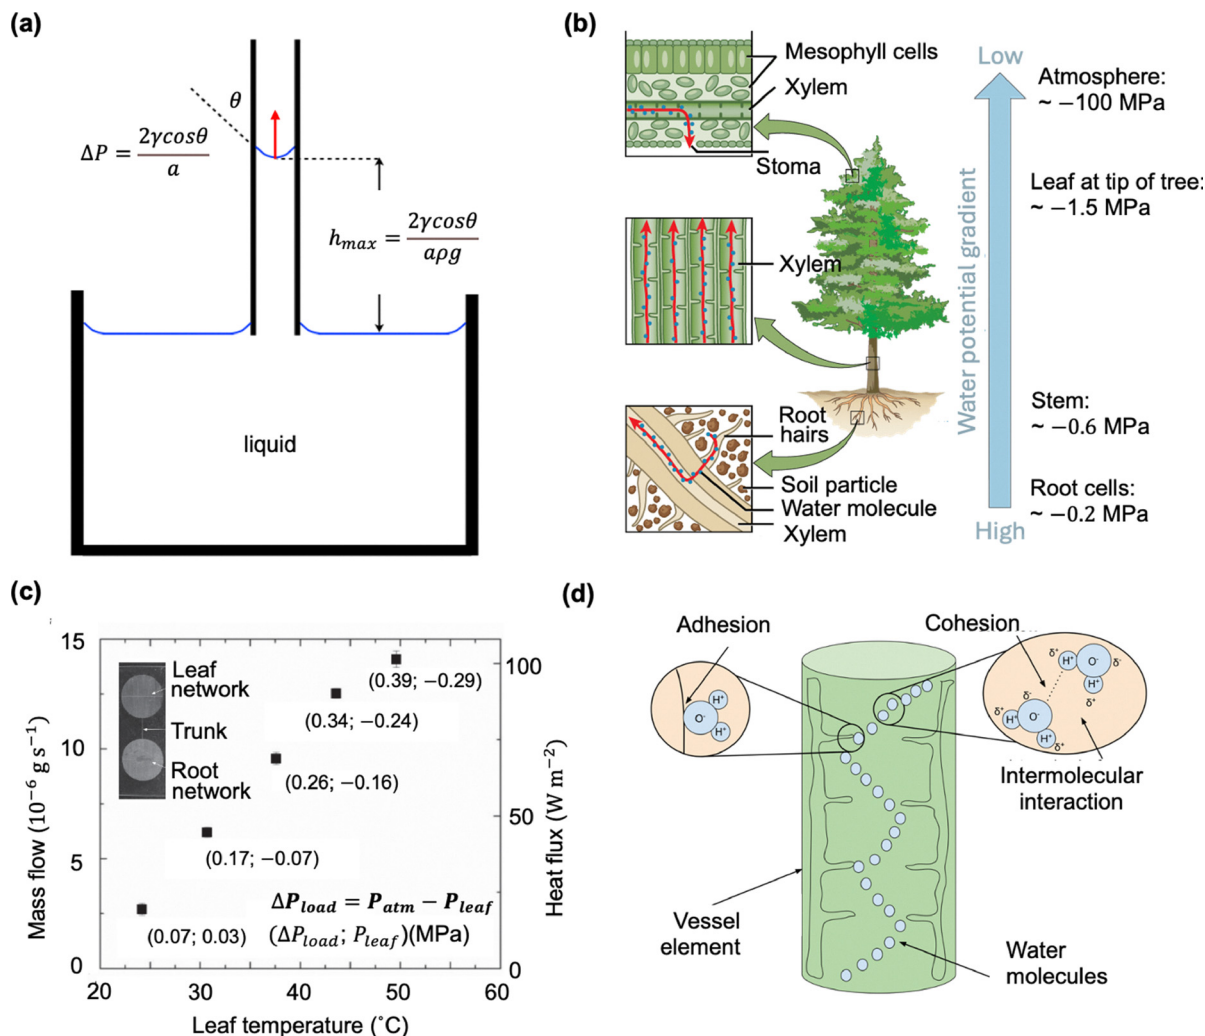 (a)
θ
ΔP = 2γcosθ / a
h_max = 2γcosθ / aρg
liquid
(b)
Mesophyll cells
Xylem
Stoma
Xylem
Root
hairs
Soil particle
Water molecule
Xylem
Water potential gradient
Low
High
Atmosphere:
~ −100 MPa
Leaf at tip of tree:
~ −1.5 MPa
Stem:
~ −0.6 MPa
Root cells:
~ −0.2 MPa
(c)
Mass flow (10⁻⁶ g s⁻¹)
15
10
5
0
Leaf
network
Trunk
Root
network
(0.39; −0.29)
(0.34; −0.24)
(0.26; −0.16)
(0.17; −0.07)
(0.07; 0.03)
ΔP_load = P_atm − P_leaf
(ΔP_load; P_leaf)(MPa)
100
50
0
Heat flux (W m⁻²)
20 30 40 50 60
Leaf temperature (˚C)
(d)
Adhesion
H⁺
O⁻
H⁺
Cohesion
δ⁺
H⁺
O⁻
δ⁻
H⁺
δ⁺
δ⁻
δ⁺
H⁺
O⁻
H⁺
δ⁺
Intermolecular
interaction
Vessel
element
Water
molecules